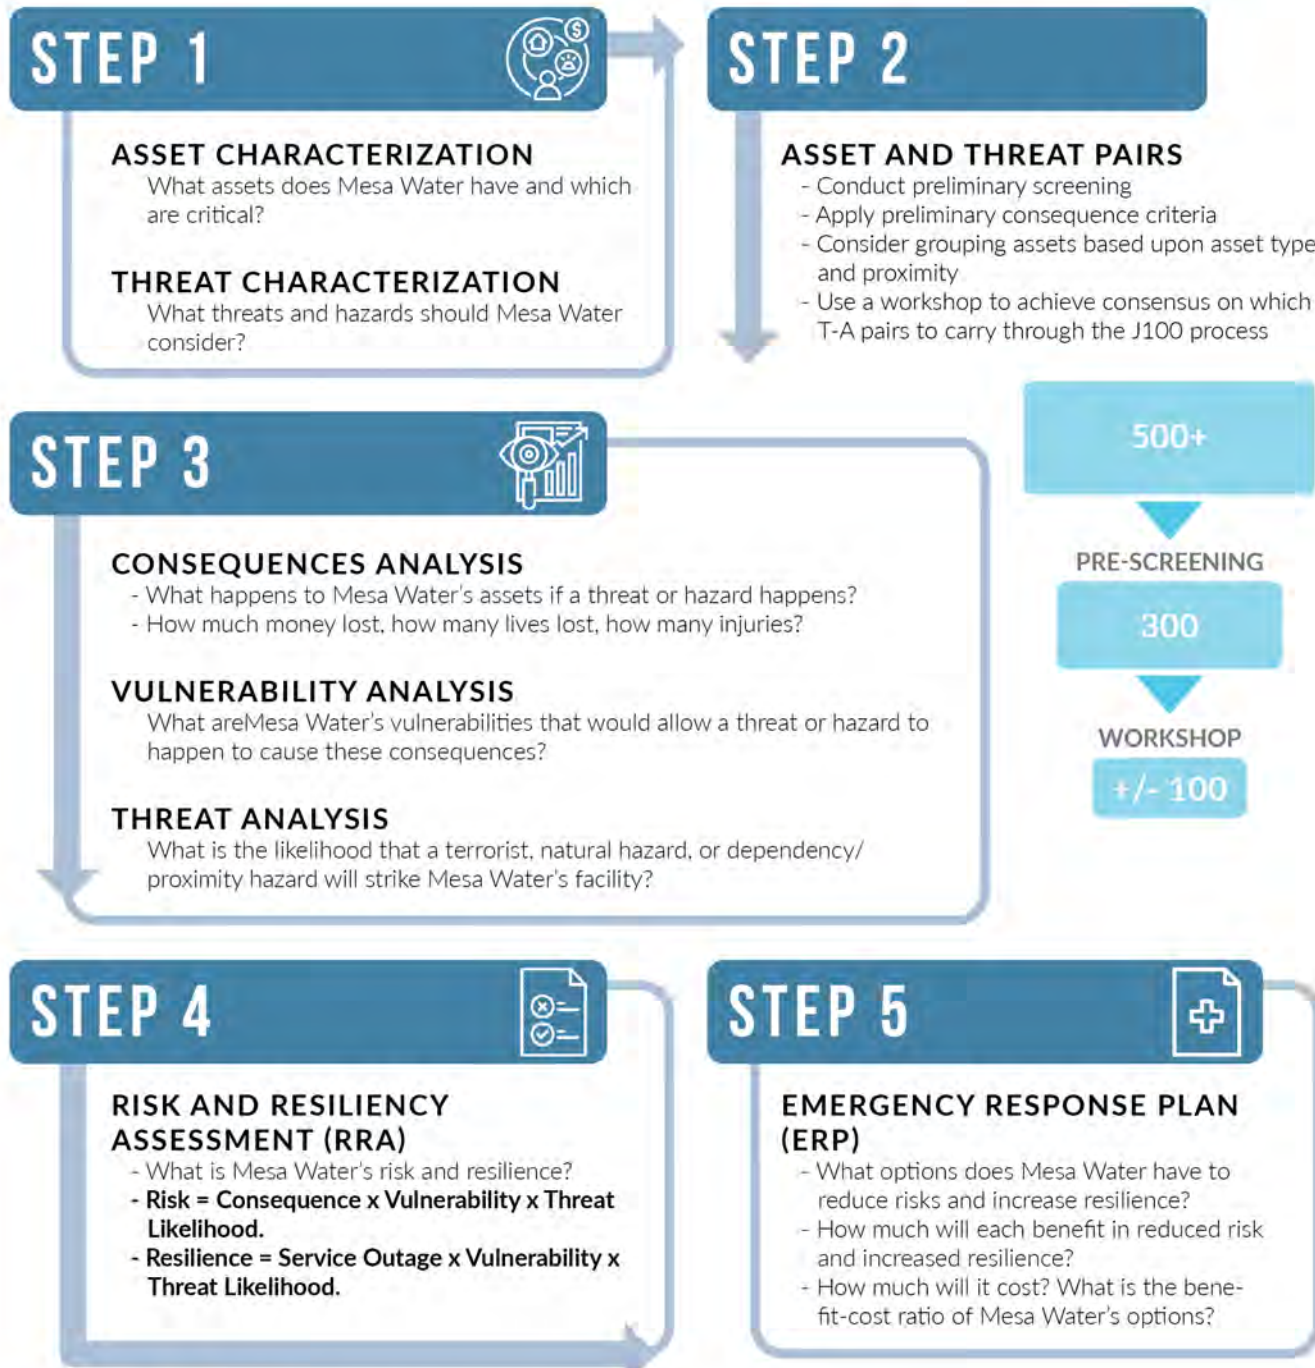 STEP 1
ASSET CHARACTERIZATION
What assets does Mesa Water have and which
are critical?
THREAT CHARACTERIZATION
What threats and hazards should Mesa Water
consider?
STEP 2
ASSET AND THREAT PAIRS
- Conduct preliminary screening
- Apply preliminary consequence criteria
- Consider grouping assets based upon asset type
and proximity
- Use a workshop to achieve consensus on which
T-A pairs to carry through the J100 process
500+
PRE-SCREENING
300
WORKSHOP
+/- 100
STEP 3
CONSEQUENCES ANALYSIS
- What happens to Mesa Water's assets if a threat or hazard happens?
- How much money lost, how many lives lost, how many injuries?
VULNERABILITY ANALYSIS
What areMesa Water's vulnerabilities that would allow a threat or hazard to
happen to cause these consequences?
THREAT ANALYSIS
What is the likelihood that a terrorist, natural hazard, or dependency/
proximity hazard will strike Mesa Water's facility?
STEP 4
RISK AND RESILIENCY
ASSESSMENT (RRA)
- What is Mesa Water's risk and resilience?
- Risk = Consequence x Vulnerability x Threat
Likelihood.
- Resilience = Service Outage x Vulnerability x
Threat Likelihood.
STEP 5
EMERGENCY RESPONSE PLAN
(ERP)
- What options does Mesa Water have to
reduce risks and increase resilience?
- How much will each benefit in reduced risk
and increased resilience?
- How much will it cost? What is the bene-
fit-cost ratio of Mesa Water's options?